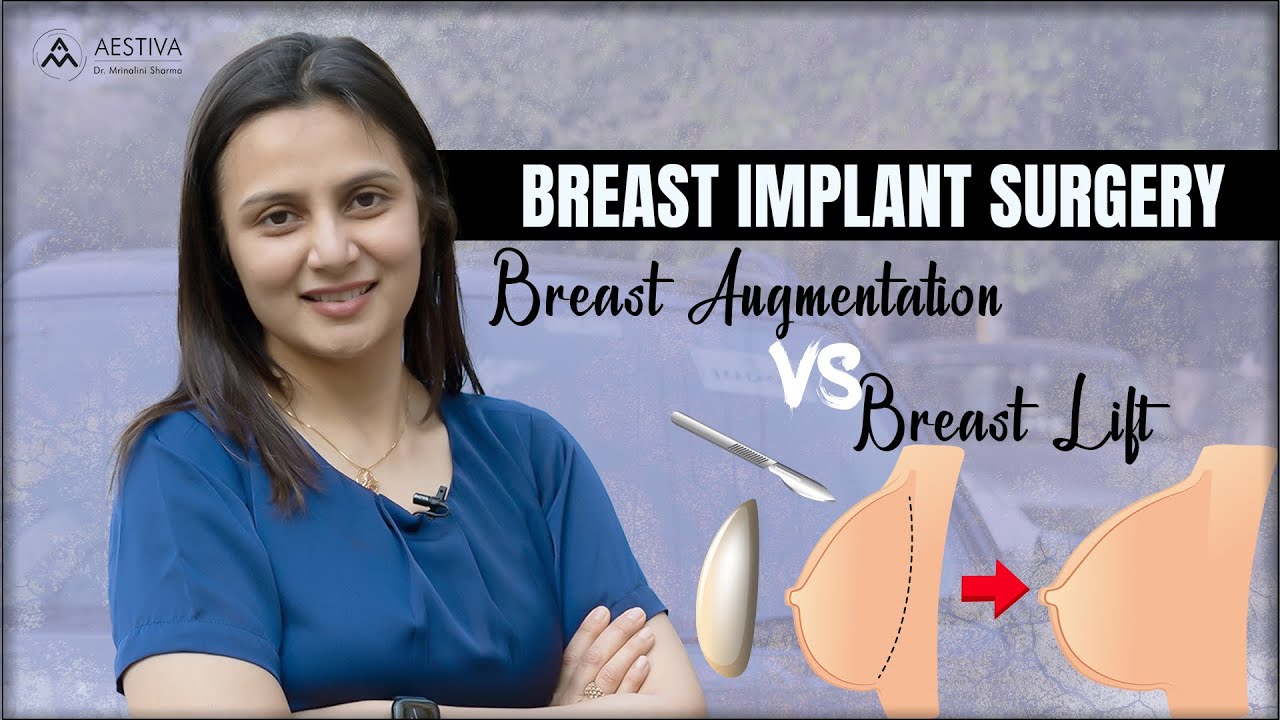 AESTIVA
Dr. Mrinalini Sharma
BREAST IMPLANT SURGERY
Breast Augmentation
VS
Breast Lift